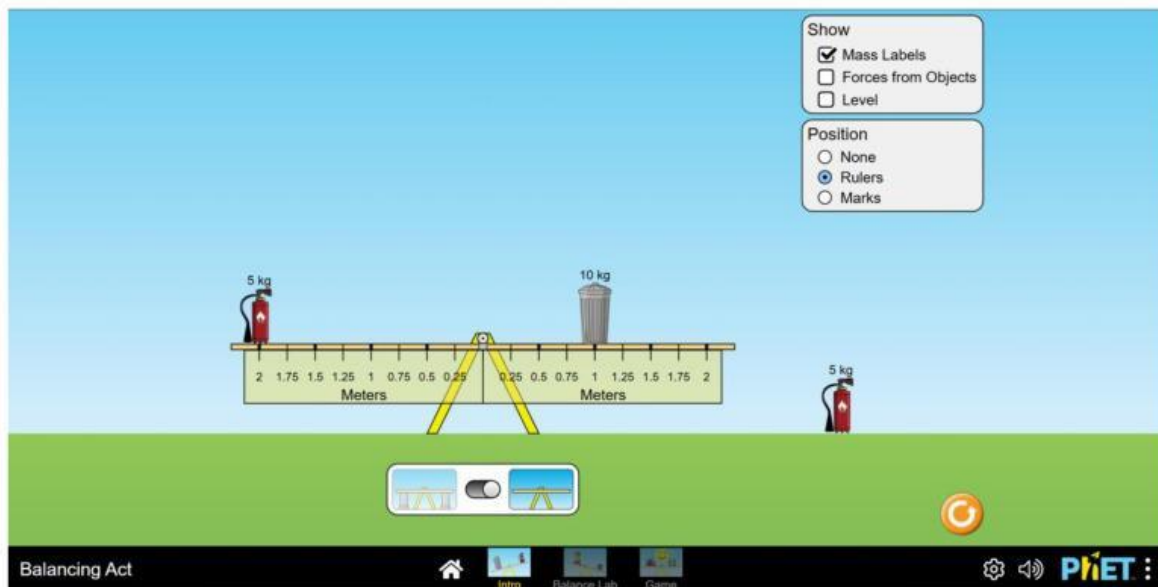 Show
Mass Labels
Forces from Objects
Level
Position
None
Rulers
Marks
5 kg
10 kg
2 1.75 1.5 1.25 1 0.75 0.5 0.25 0.25 0.5 0.75 1 1.25 1.5 1.75 2
Meters Meters
5 kg
Balancing Act
Intro Balance Lab Game
PhET